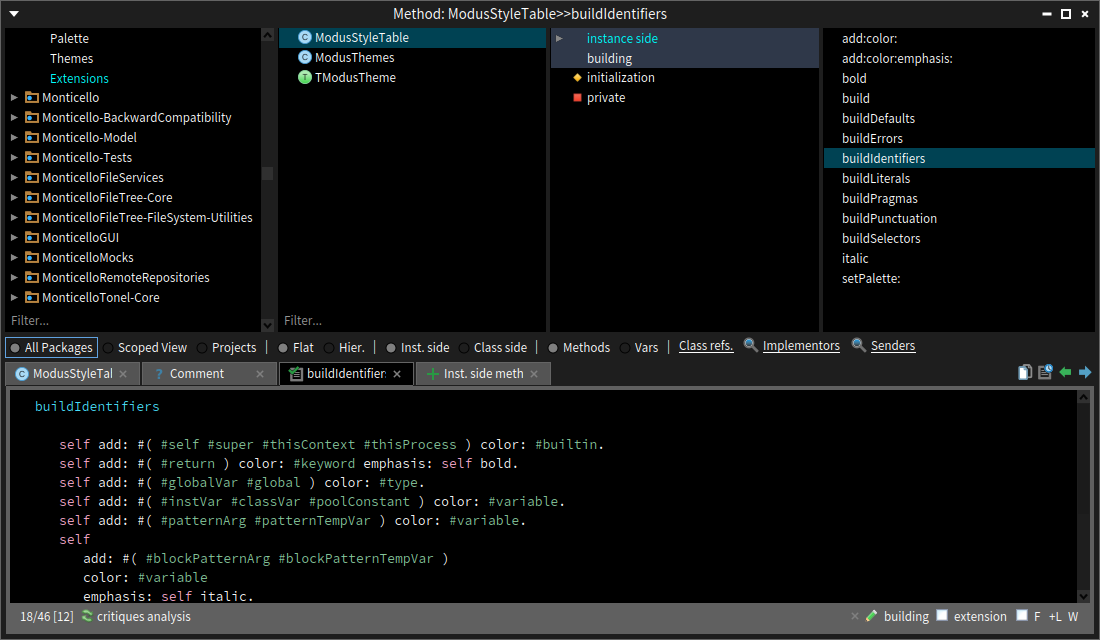 Method: ModusStyleTable>>buildIdentifiers
Palette
Themes
Extensions
Monticello
Monticello-BackwardCompatibility
Monticello-Model
Monticello-Tests
MonticelloFileServices
MonticelloFileTree-Core
MonticelloFileTree-FileSystem-Utilities
MonticelloGUI
MonticelloMocks
MonticelloRemoteRepositories
MonticelloTonel-Core
Filter...
C ModusStyleTable
C ModusThemes
T TModusTheme
Filter...
instance side
building
initialization
private
add:color:
add:color:emphasis:
bold
build
buildDefaults
buildErrors
buildIdentifiers
buildLiterals
buildPragmas
buildPunctuation
buildSelectors
italic
setPalette:
All Packages Scoped View Projects | Flat Hier. | Inst. side Class side | Methods Vars | Class refs. Implementors Senders
C ModusStyleTal × ? Comment × buildIdentifier × + Inst. side meth ×
buildIdentifiers
self add: #( #self #super #thisContext #thisProcess ) color: #builtin.
self add: #( #return ) color: #keyword emphasis: self bold.
self add: #( #globalVar #global ) color: #type.
self add: #( #instVar #classVar #poolConstant ) color: #variable.
self add: #( #patternArg #patternTempVar ) color: #variable.
self
add: #( #blockPatternArg #blockPatternTempVar )
color: #variable
emphasis: self italic.
18/46 [12] critiques analysis × building extension F +L W